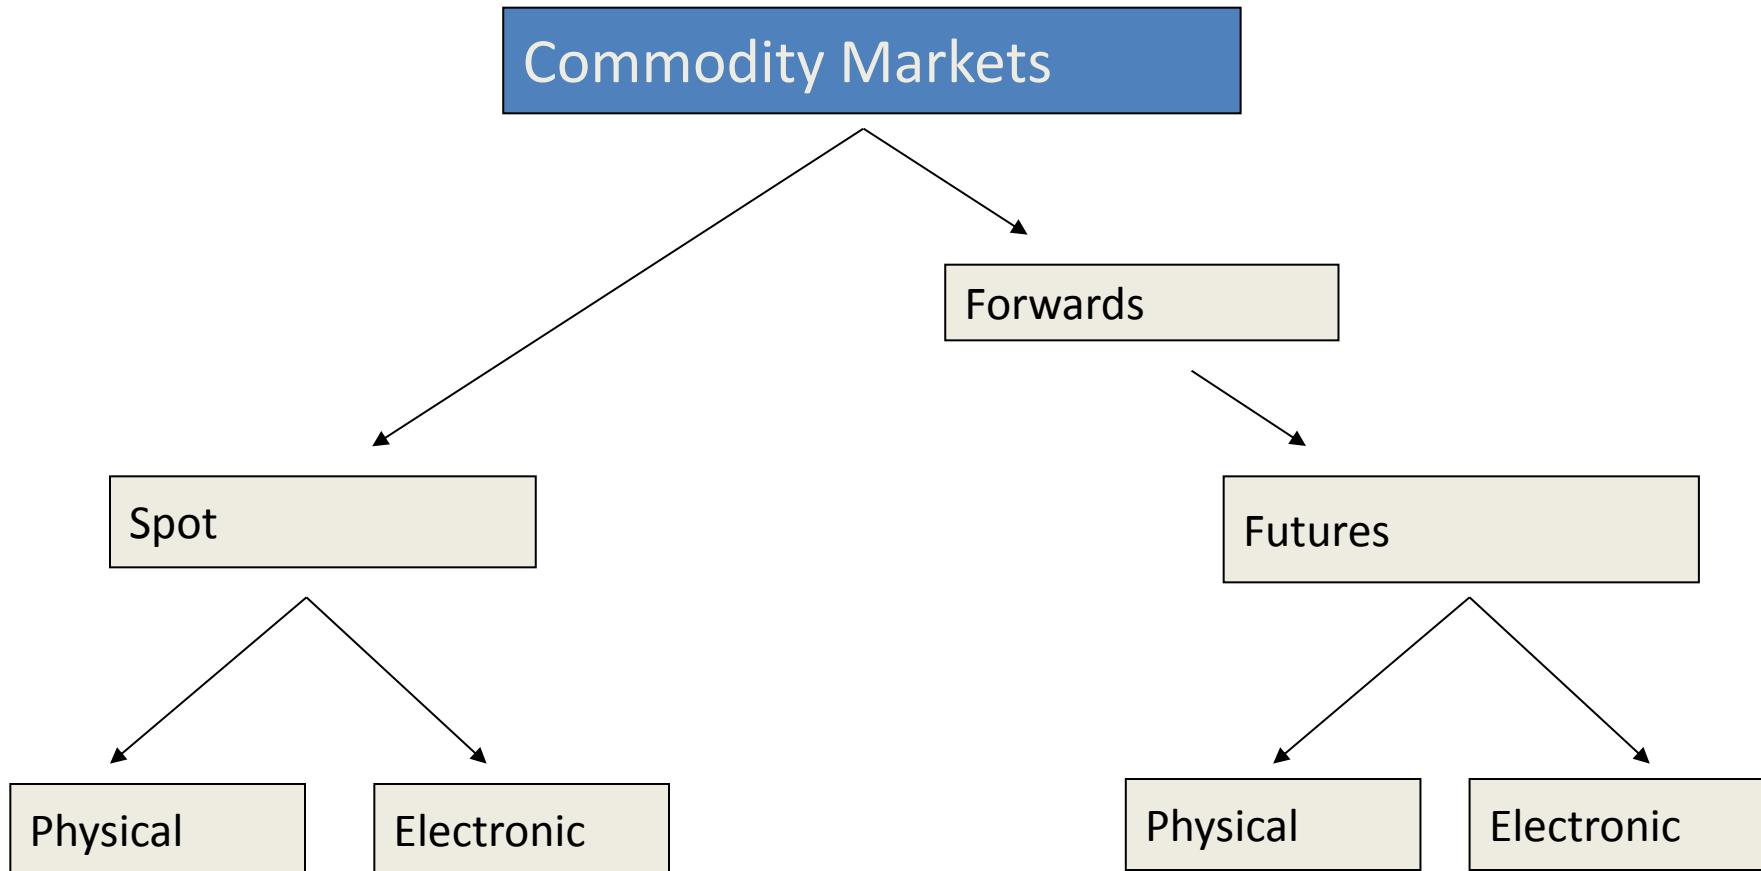 Commodity Markets
Forwards
Spot
Futures
Physical
Electronic
Physical
Electronic